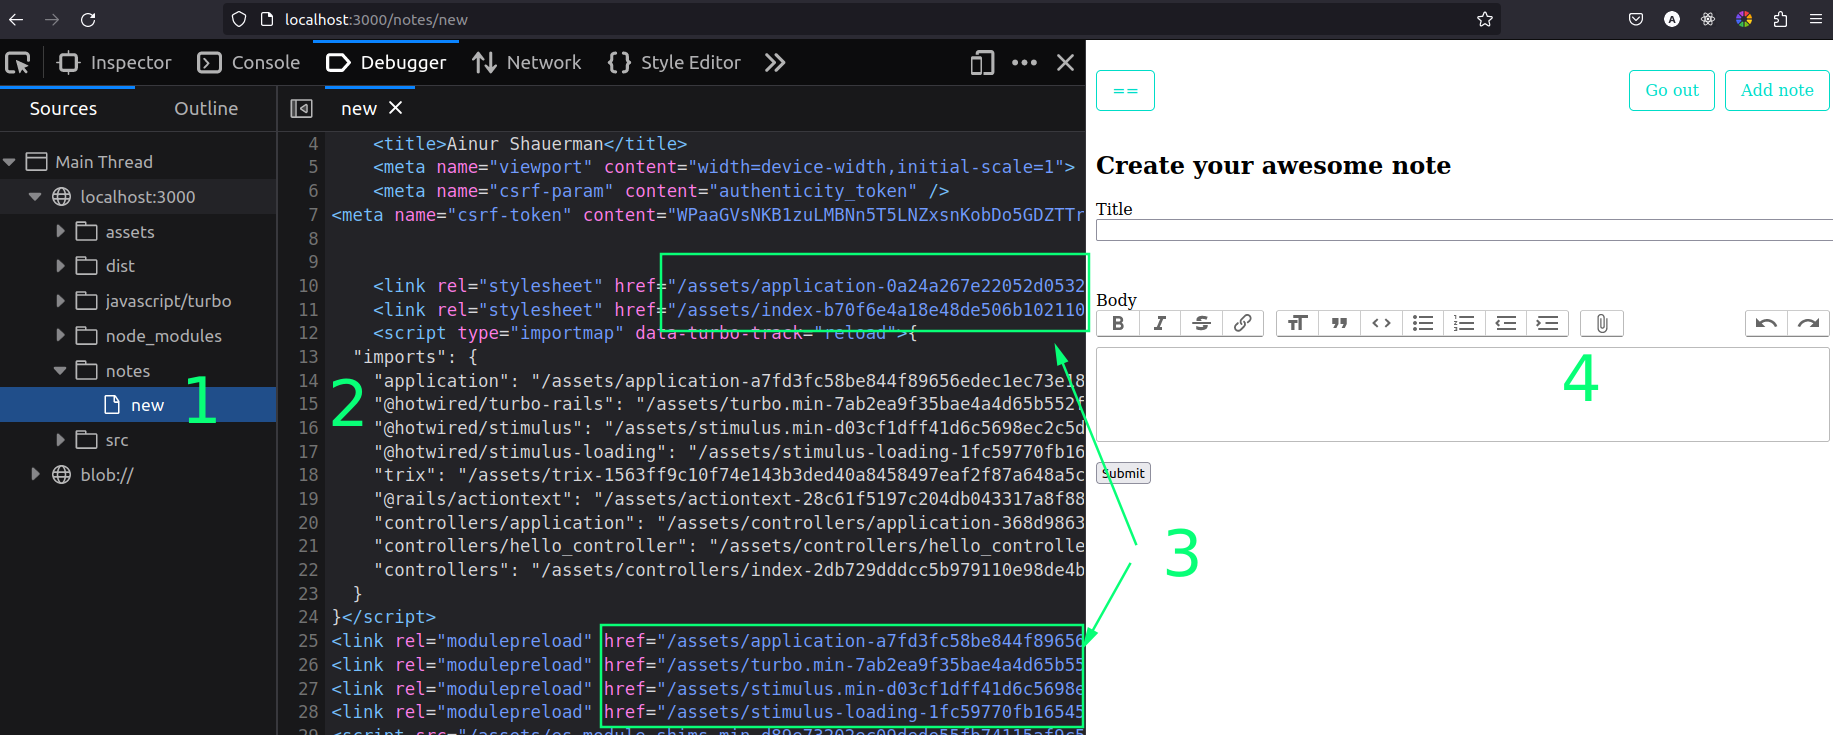 localhost:3000/notes/new
Inspector
Console
Debugger
Network
Style Editor
Sources
Outline
new
Main Thread
localhost:3000
assets
dist
javascript/turbo
node_modules
notes
new
src
blob://
1
4 <title>Ainur Shauerman</title>
5 <meta name="viewport" content="width=device-width,initial-scale=1">
6 <meta name="csrf-param" content="authenticity_token" />
7 <meta name="csrf-token" content="WPaaGVsNKB1zuLMBNn5T5LNZxsnKobDo5GDZTTr
8
9
10 <link rel="stylesheet" href="/assets/application-0a24a267e22052d0532
11 <link rel="stylesheet" href="/assets/index-b70f6e4a18e48de506b102110
12 <script type="importmap" data-turbo-track="reload">{
13 "imports": {
14 "application": "/assets/application-a7fd3fc58be844f89656edec1ec73e18
15 "@hotwired/turbo-rails": "/assets/turbo.min-7ab2ea9f35bae4a4d65b552f
16 "@hotwired/stimulus": "/assets/stimulus.min-d03cf1dff41d6c5698ec2c5d
17 "@hotwired/stimulus-loading": "/assets/stimulus-loading-1fc59770fb16
18 "trix": "/assets/trix-1563ff9c10f74e143b3ded40a8458497eaf2f87a648a5c
19 "@rails/actiontext": "/assets/actiontext-28c61f5197c204db043317a8f88
20 "controllers/application": "/assets/controllers/application-368d9863
21 "controllers/hello_controller": "/assets/controllers/hello_controlle
22 "controllers": "/assets/controllers/index-2db729dddcc5b979110e98de4b
23 }
24 }</script>
25 <link rel="modulepreload" href="/assets/application-a7fd3fc58be844f89656
26 <link rel="modulepreload" href="/assets/turbo.min-7ab2ea9f35bae4a4d65b55
27 <link rel="modulepreload" href="/assets/stimulus.min-d03cf1dff41d6c5698e
28 <link rel="modulepreload" href="/assets/stimulus-loading-1fc59770fb16545
2
3
==
Go out
Add note
Create your awesome note
Title
Body
4
Submit